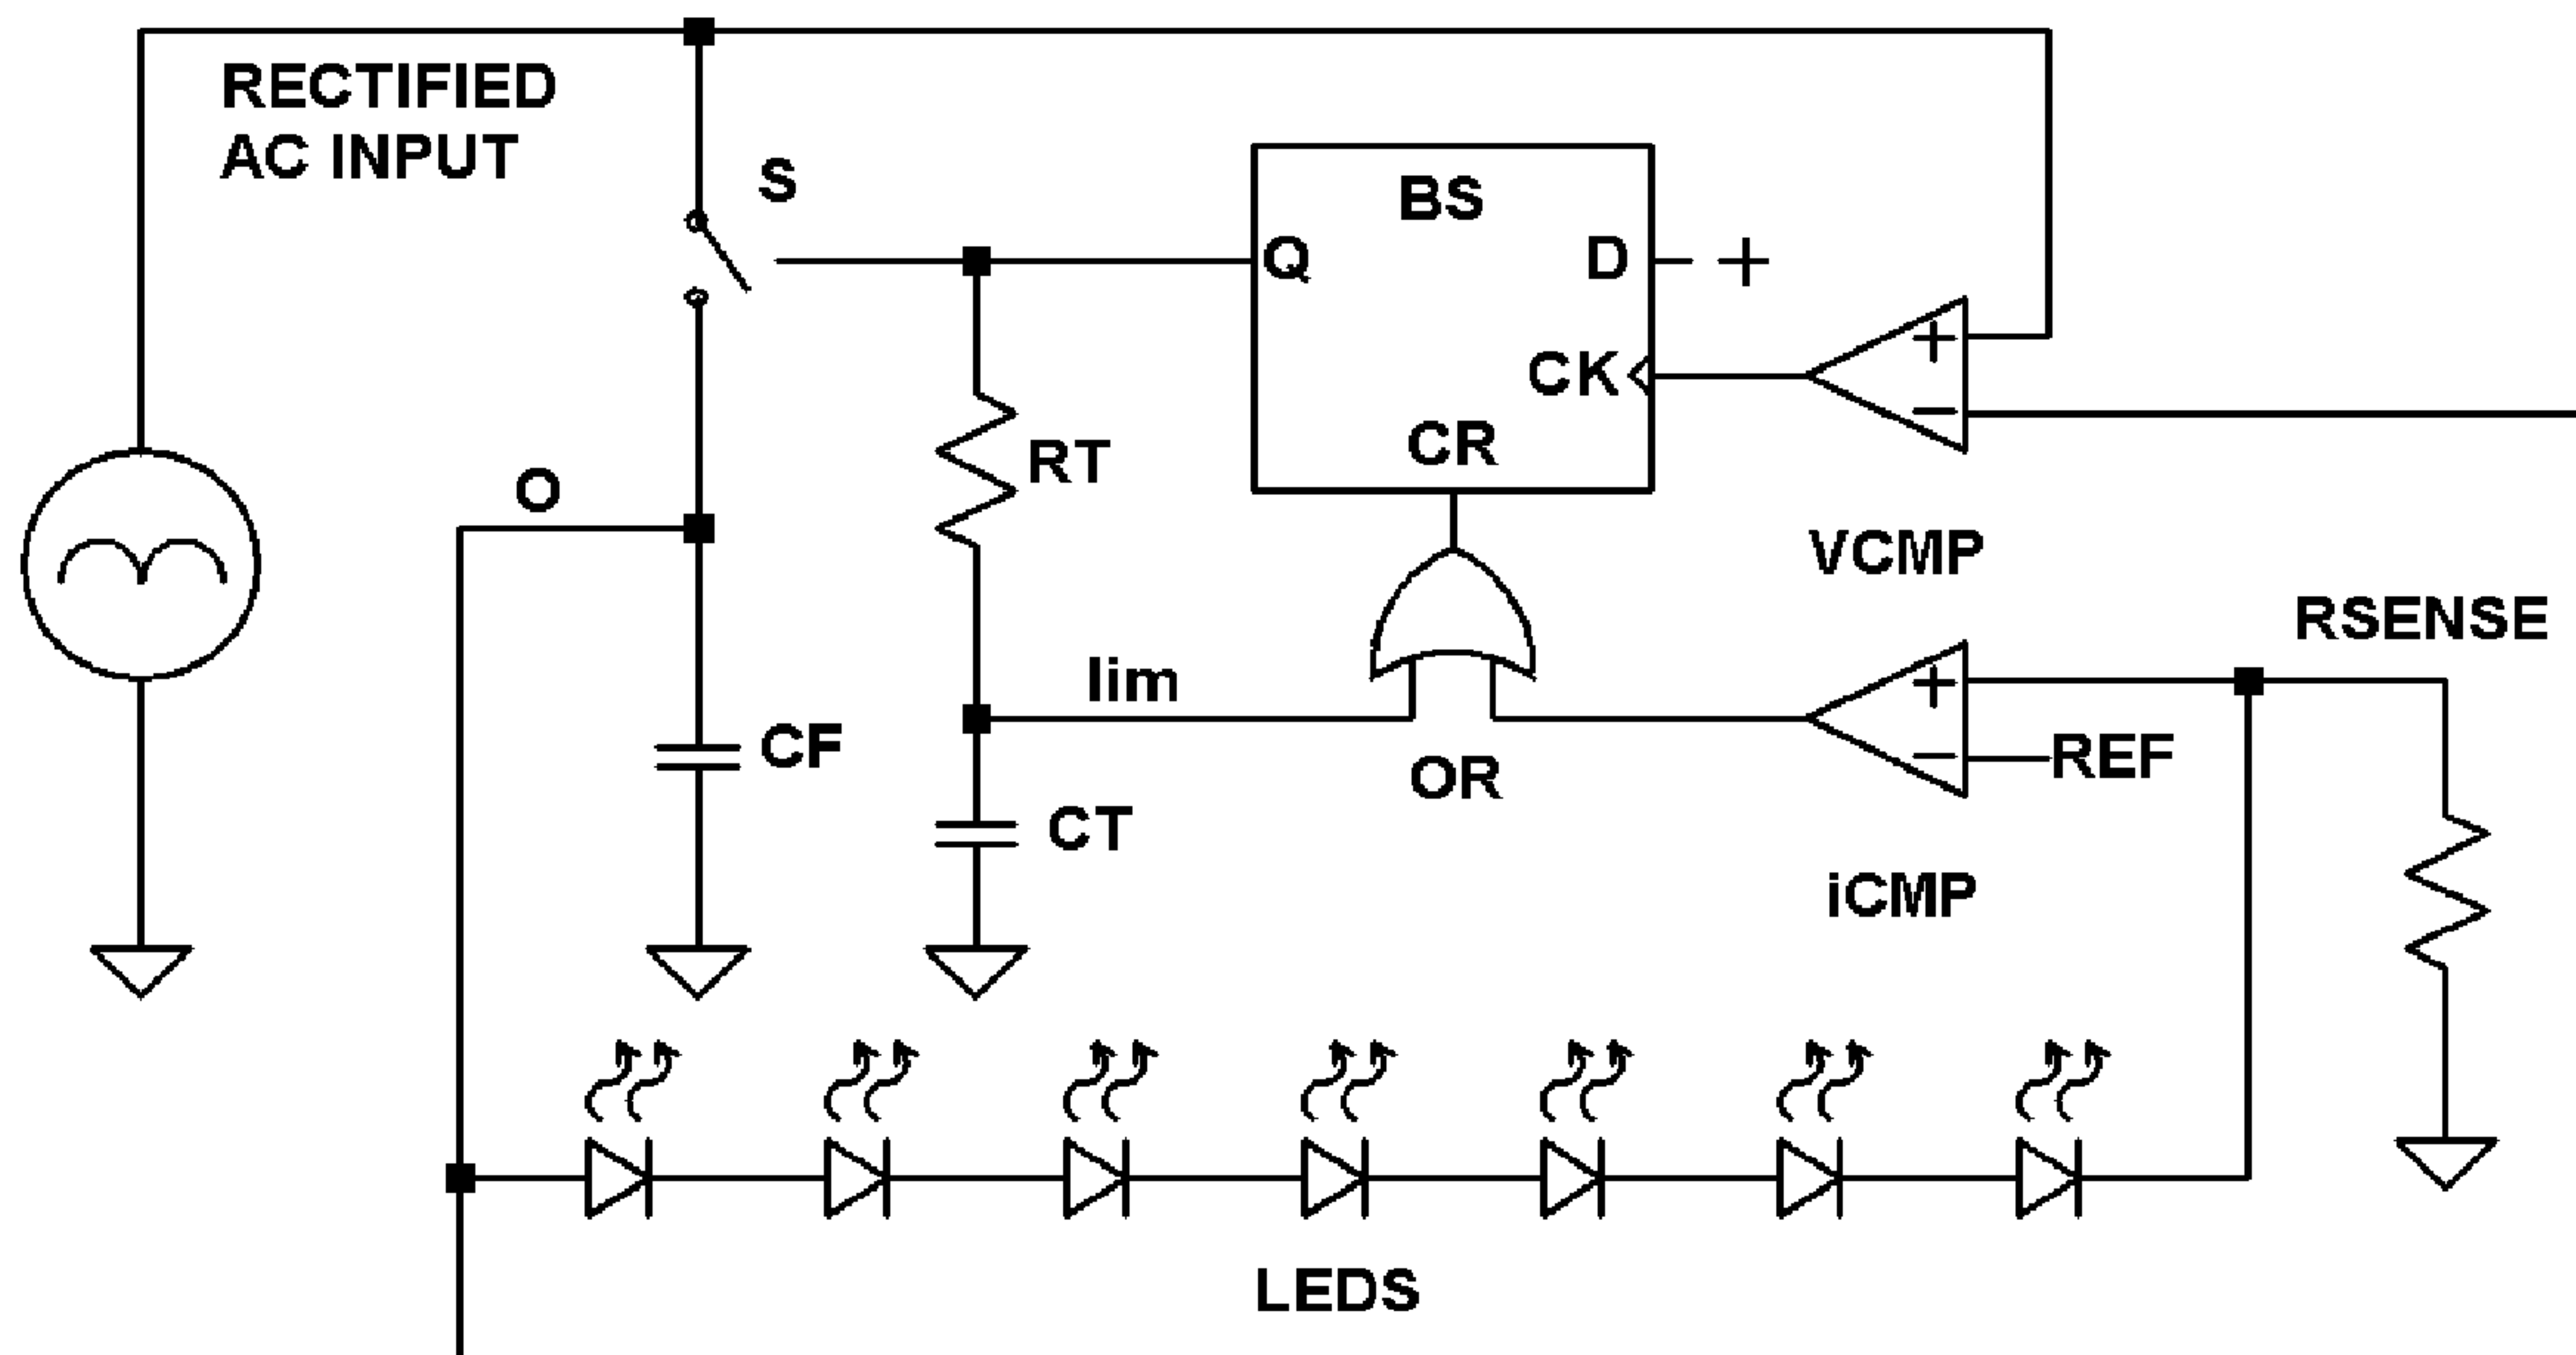 RECTIFIED
AC INPUT
S
BS
Q
D
+
CK
+
−
CR
RT
O
VCMP
RSENSE
lim
+
−
REF
CF
OR
CT
iCMP
LEDS